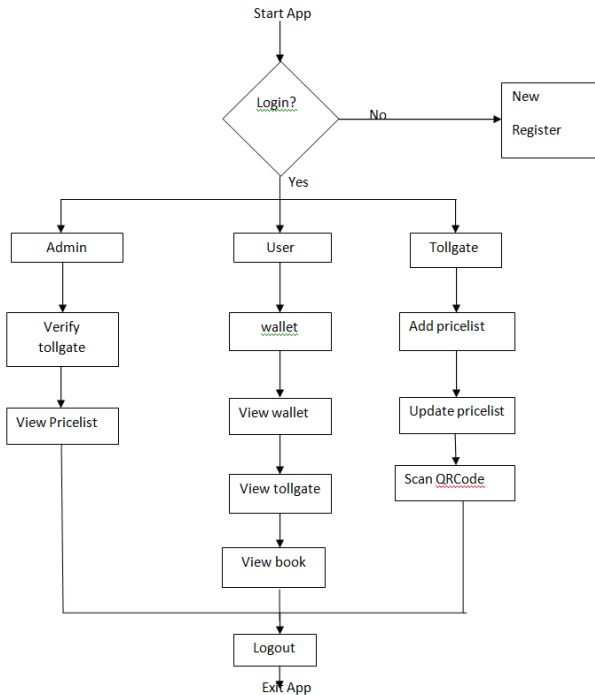 Start App
Login?
No
New
Register
Yes
Admin
User
Tollgate
Verify
tollgate
wallet
Add pricelist
View Pricelist
View wallet
Update pricelist
View tollgate
Scan QRCode
View book
Logout
Exit App